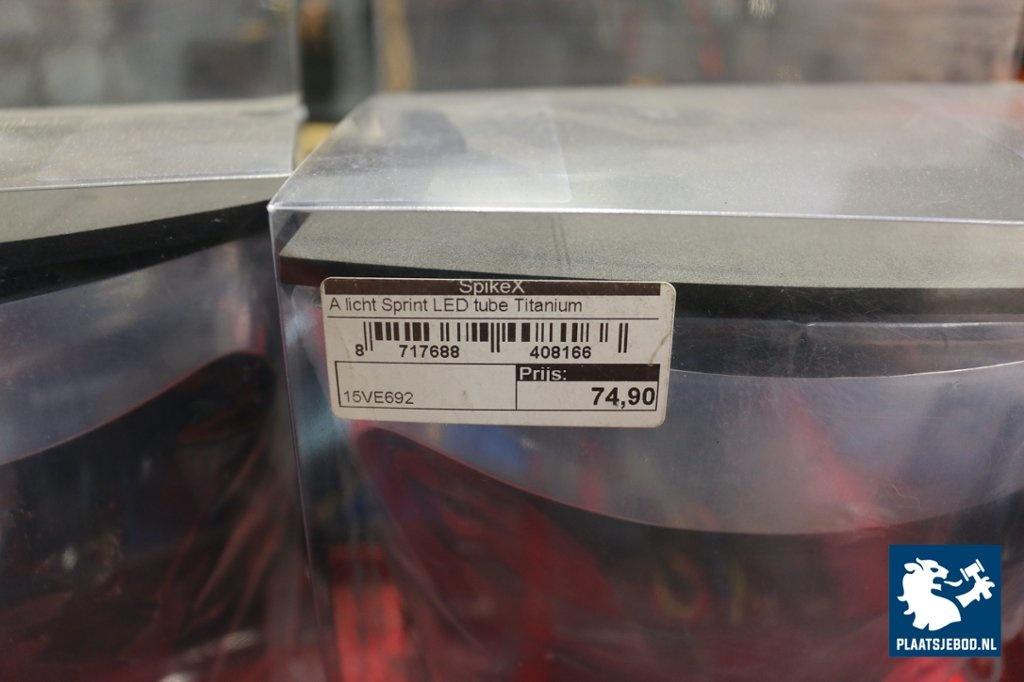 SpikeX
A licht Sprint LED tube Titanium
8 717688 408166
Prijs:
15VE692 74,90
PLAATSJEBOD.NL